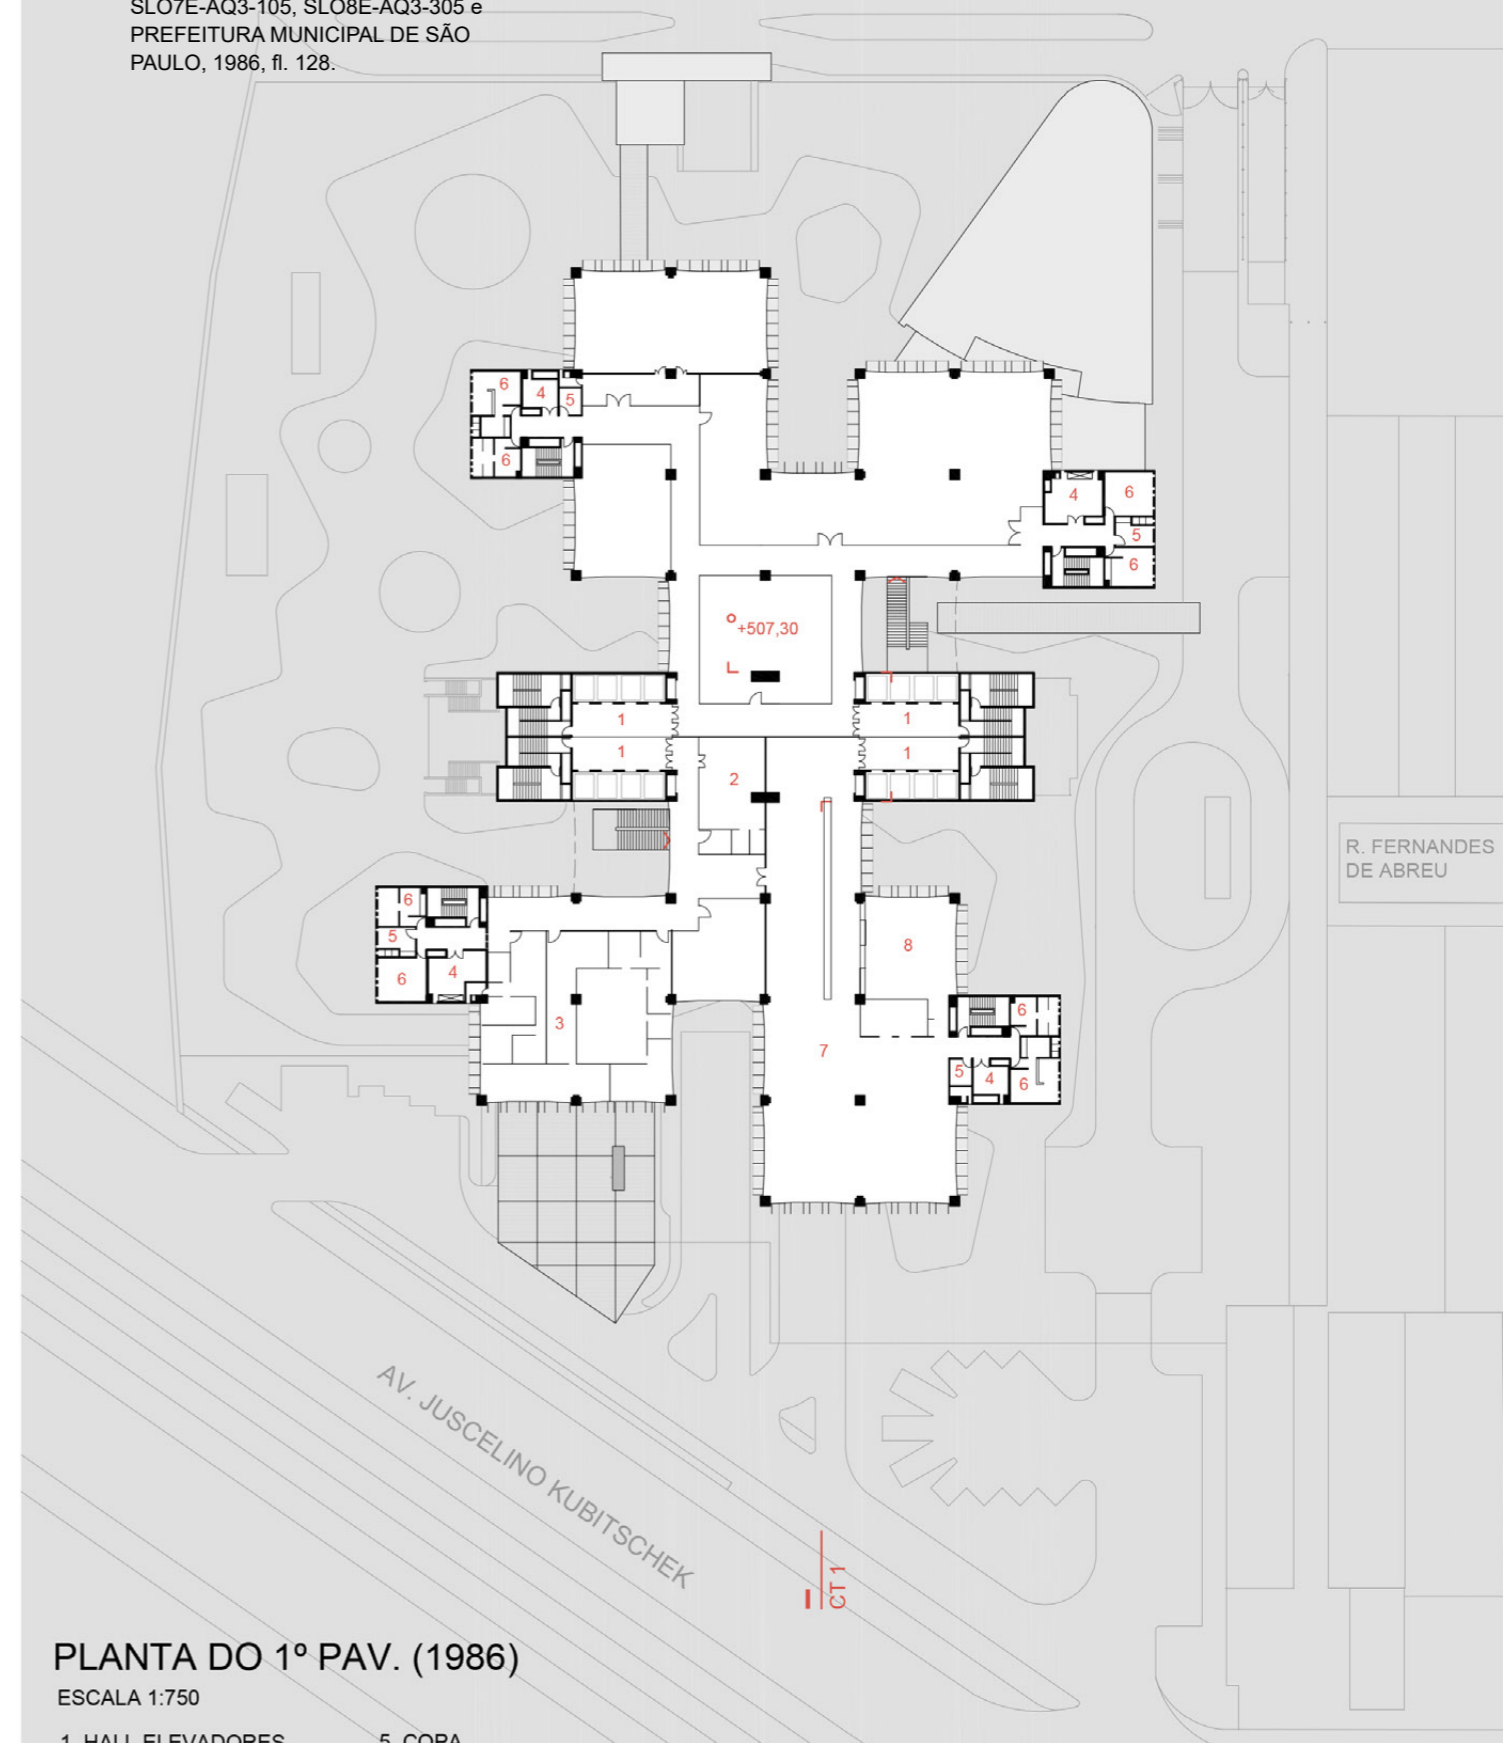 SLO7E-AQ3-105, SLO8E-AQ3-305 e
PREFEITURA MUNICIPAL DE SÃO
PAULO, 1986, fl. 128.
6
4
5
6
4
6
5
6
+507,30
1
1
1
1
2
R. FERNANDES
DE ABREU
6
5
6
4
8
3
7
6
5
4
6
AV. JUSCELINO KUBITSCHEK
CT 1
PLANTA DO 1º PAV. (1986)
ESCALA 1:750
1. HALL ELEVADORES
5. COPA